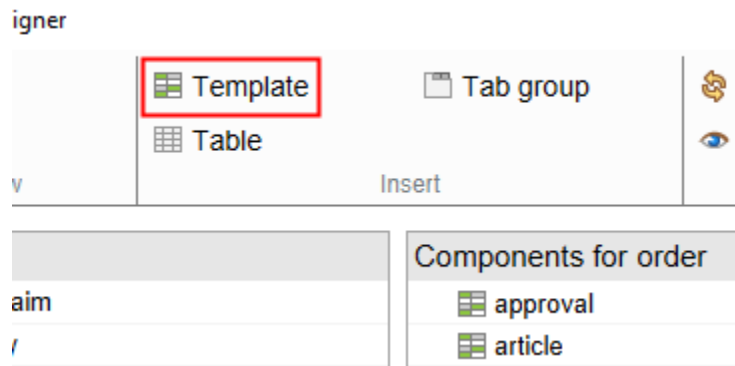 igner
Template Tab group
Table
w Insert
Components for order
aim approval
y article